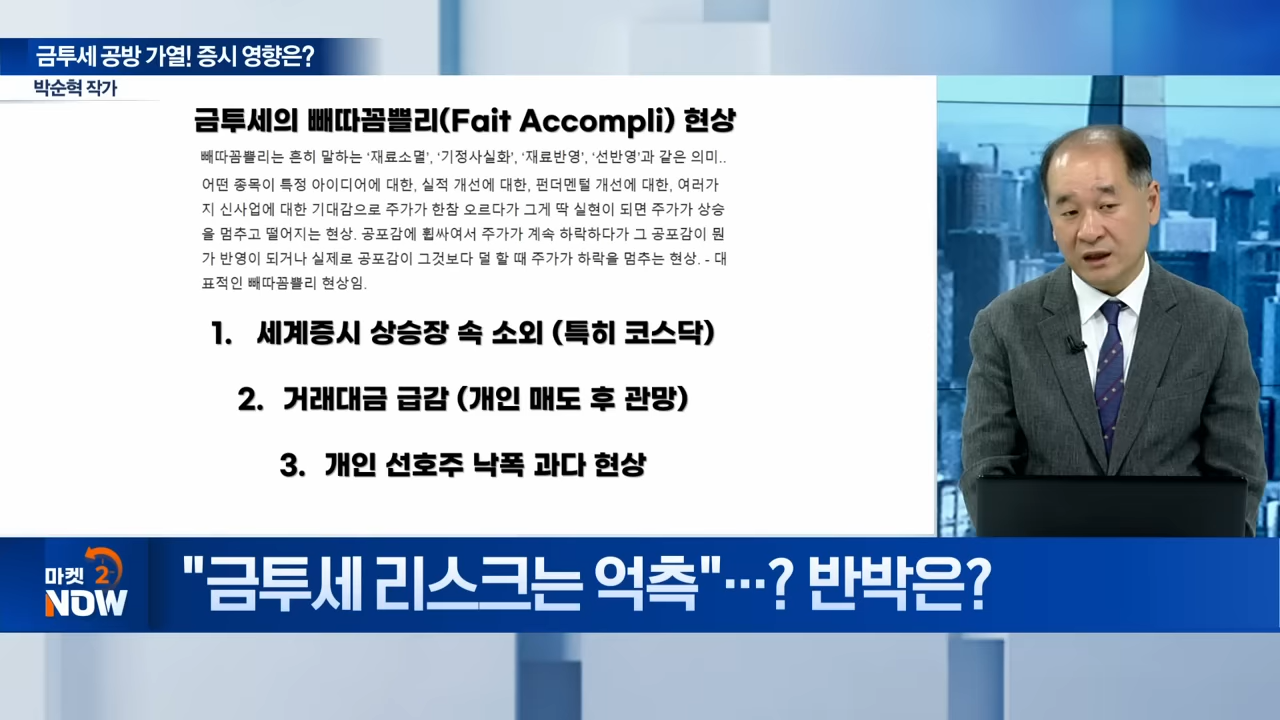 금투세 공방 가열! 증시 영향은?
박순혁 작가
금투세의 빼따꼼쁠리(Fait Accompli) 현상
빼따꼼쁠리는 흔히 말하는 '재료소멸', '기정사실화', '재료반영', '선반영'과 같은 의미..
어떤 종목이 특정 아이디어에 대한, 실적 개선에 대한, 펀더멘털 개선에 대한, 여러가
지 신사업에 대한 기대감으로 주가가 한참 오르다가 그게 딱 실현이 되면 주가가 상승
을 멈추고 떨어지는 현상. 공포감에 휩싸여서 주가가 계속 하락하다가 그 공포감이 뭔
가 반영이 되거나 실제로 공포감이 그것보다 덜 할 때 주가가 하락을 멈추는 현상. - 대
표적인 빼따꼼쁠리 현상임.
1. 세계증시 상승장 속 소외 (특히 코스닥)
2. 거래대금 급감 (개인 매도 후 관망)
3. 개인 선호주 낙폭 과다 현상
마켓 2
NOW
"금투세 리스크는 억측"…? 반박은?